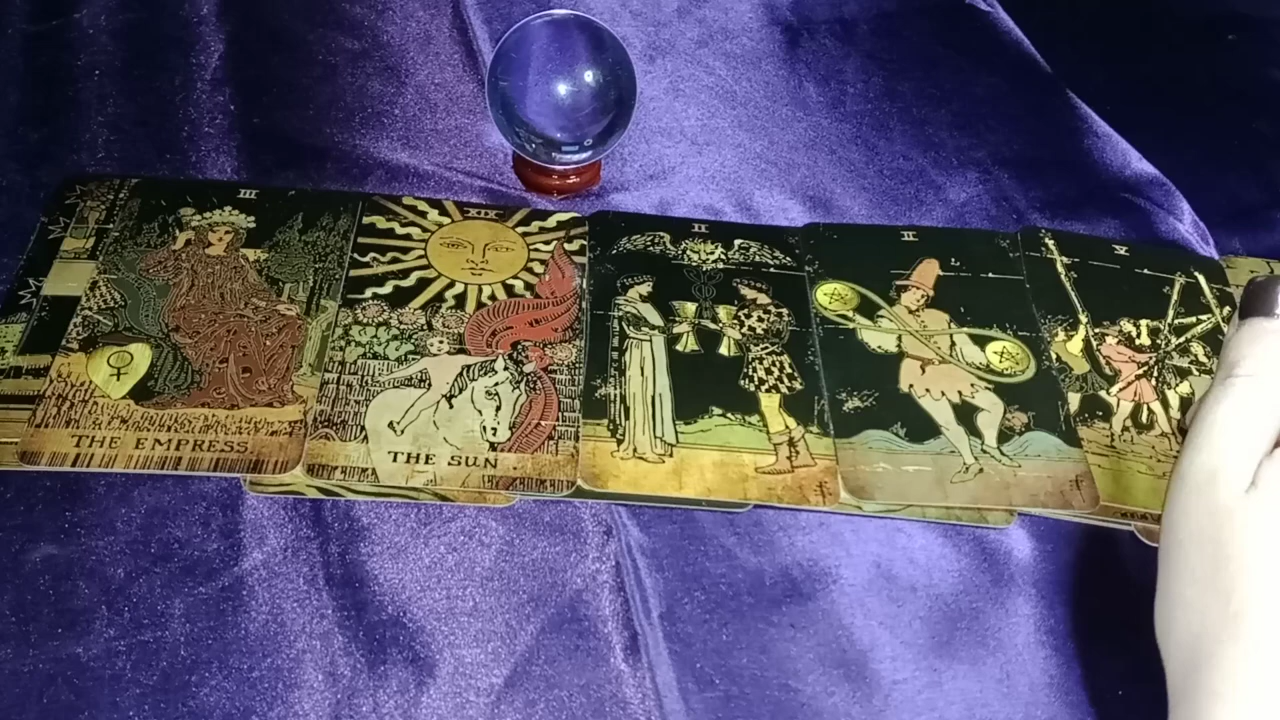 III
THE EMPRESS.
XIX
THE SUN.
II
II
V